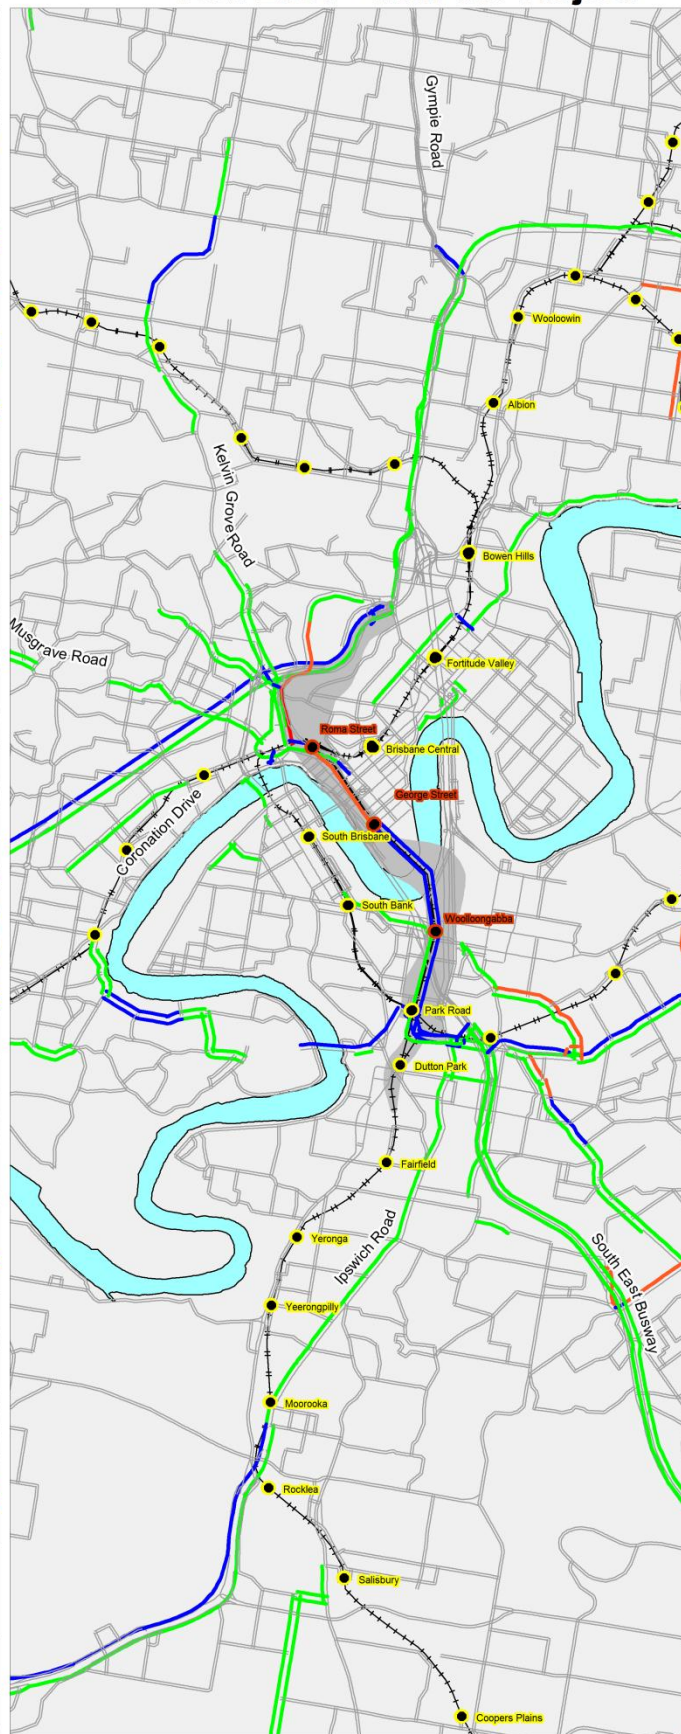 Gympie Road
Wooloowin
Albion
Kelvin Grove Road
Bowen Hills
Musgrave Road
Fortitude Valley
Roma Street
Brisbane Central
George Street
Coronation Drive
South Brisbane
South Bank
Woolloongabba
Park Road
Dutton Park
Fairfield
Yeronga
Ipswich Road
South East Busway
Yeerongpilly
Moorooka
Rocklea
Salisbury
Coopers Plains